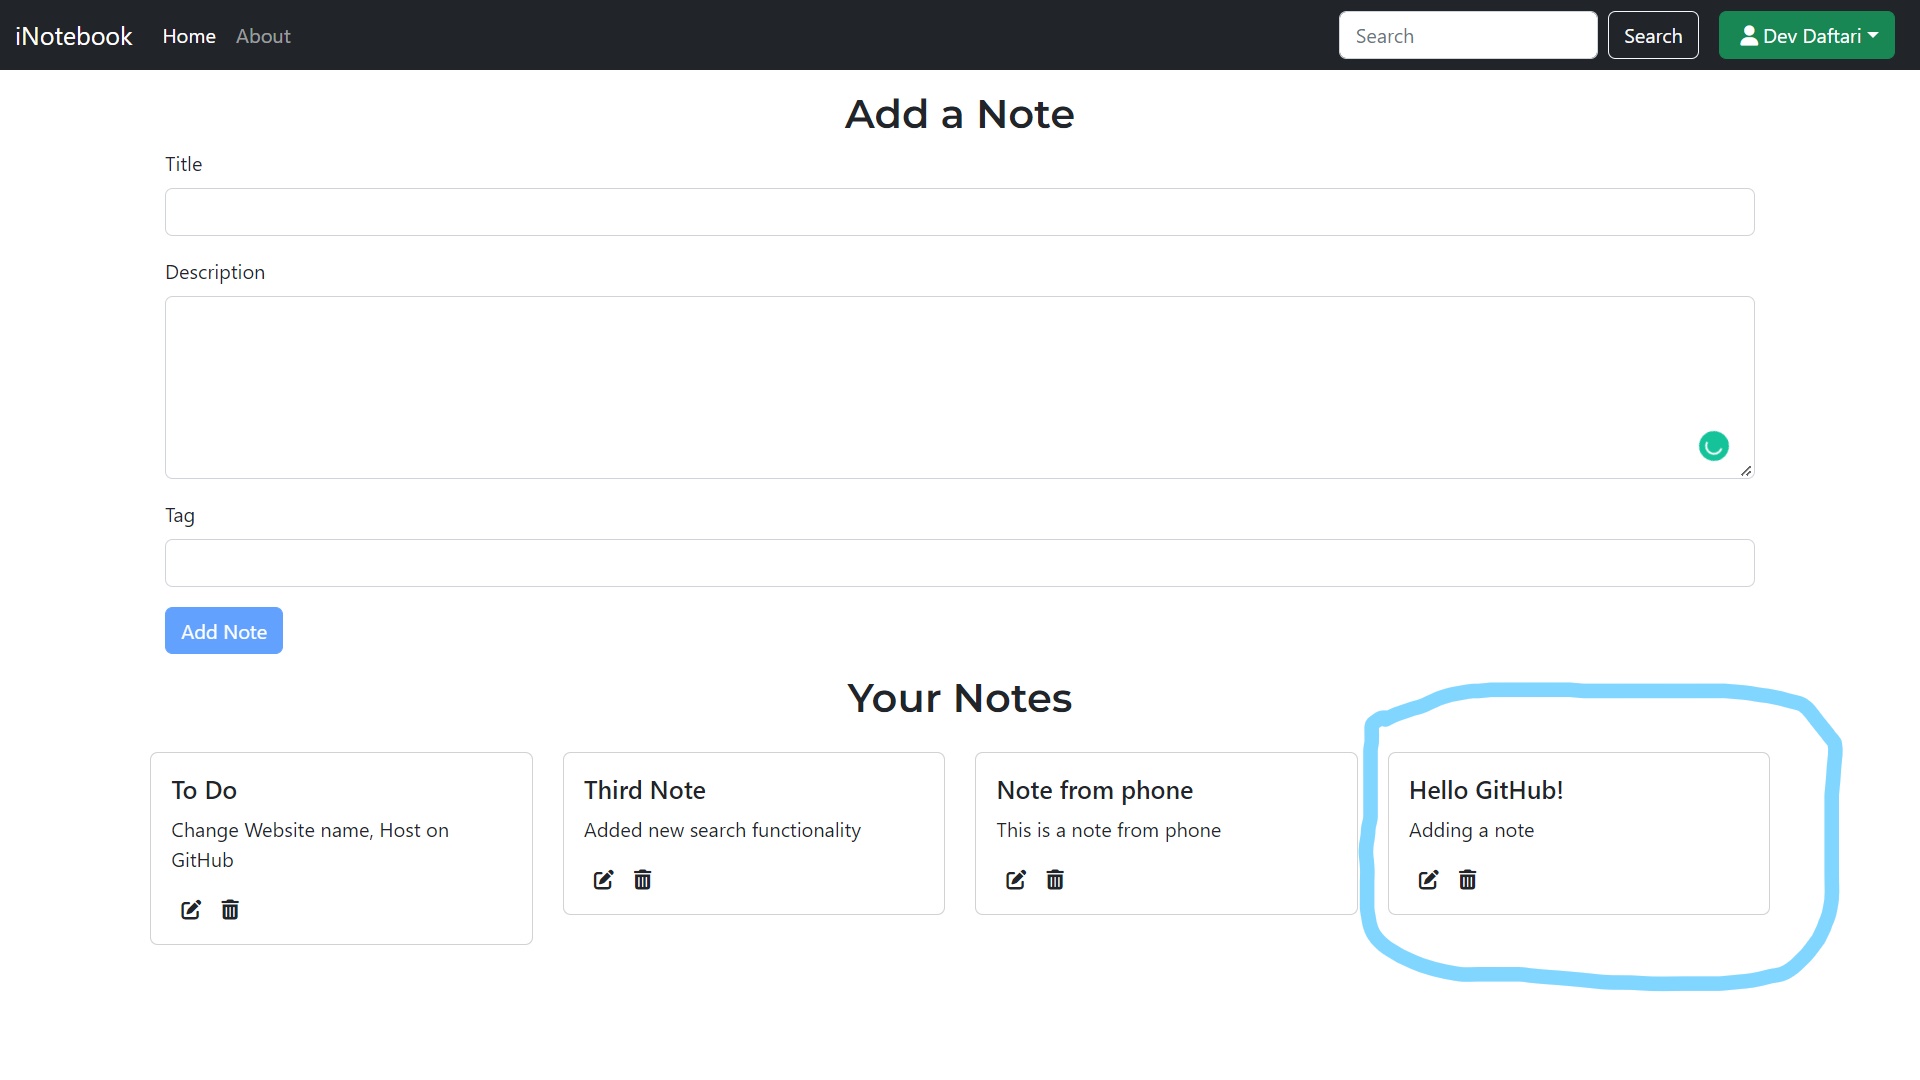 iNotebook Home About Search Search Dev Daftari
Add a Note
Title
Description
Tag
Add Note
Your Notes
To Do
Change Website name, Host on
GitHub
Third Note
Added new search functionality
Note from phone
This is a note from phone
Hello GitHub!
Adding a note